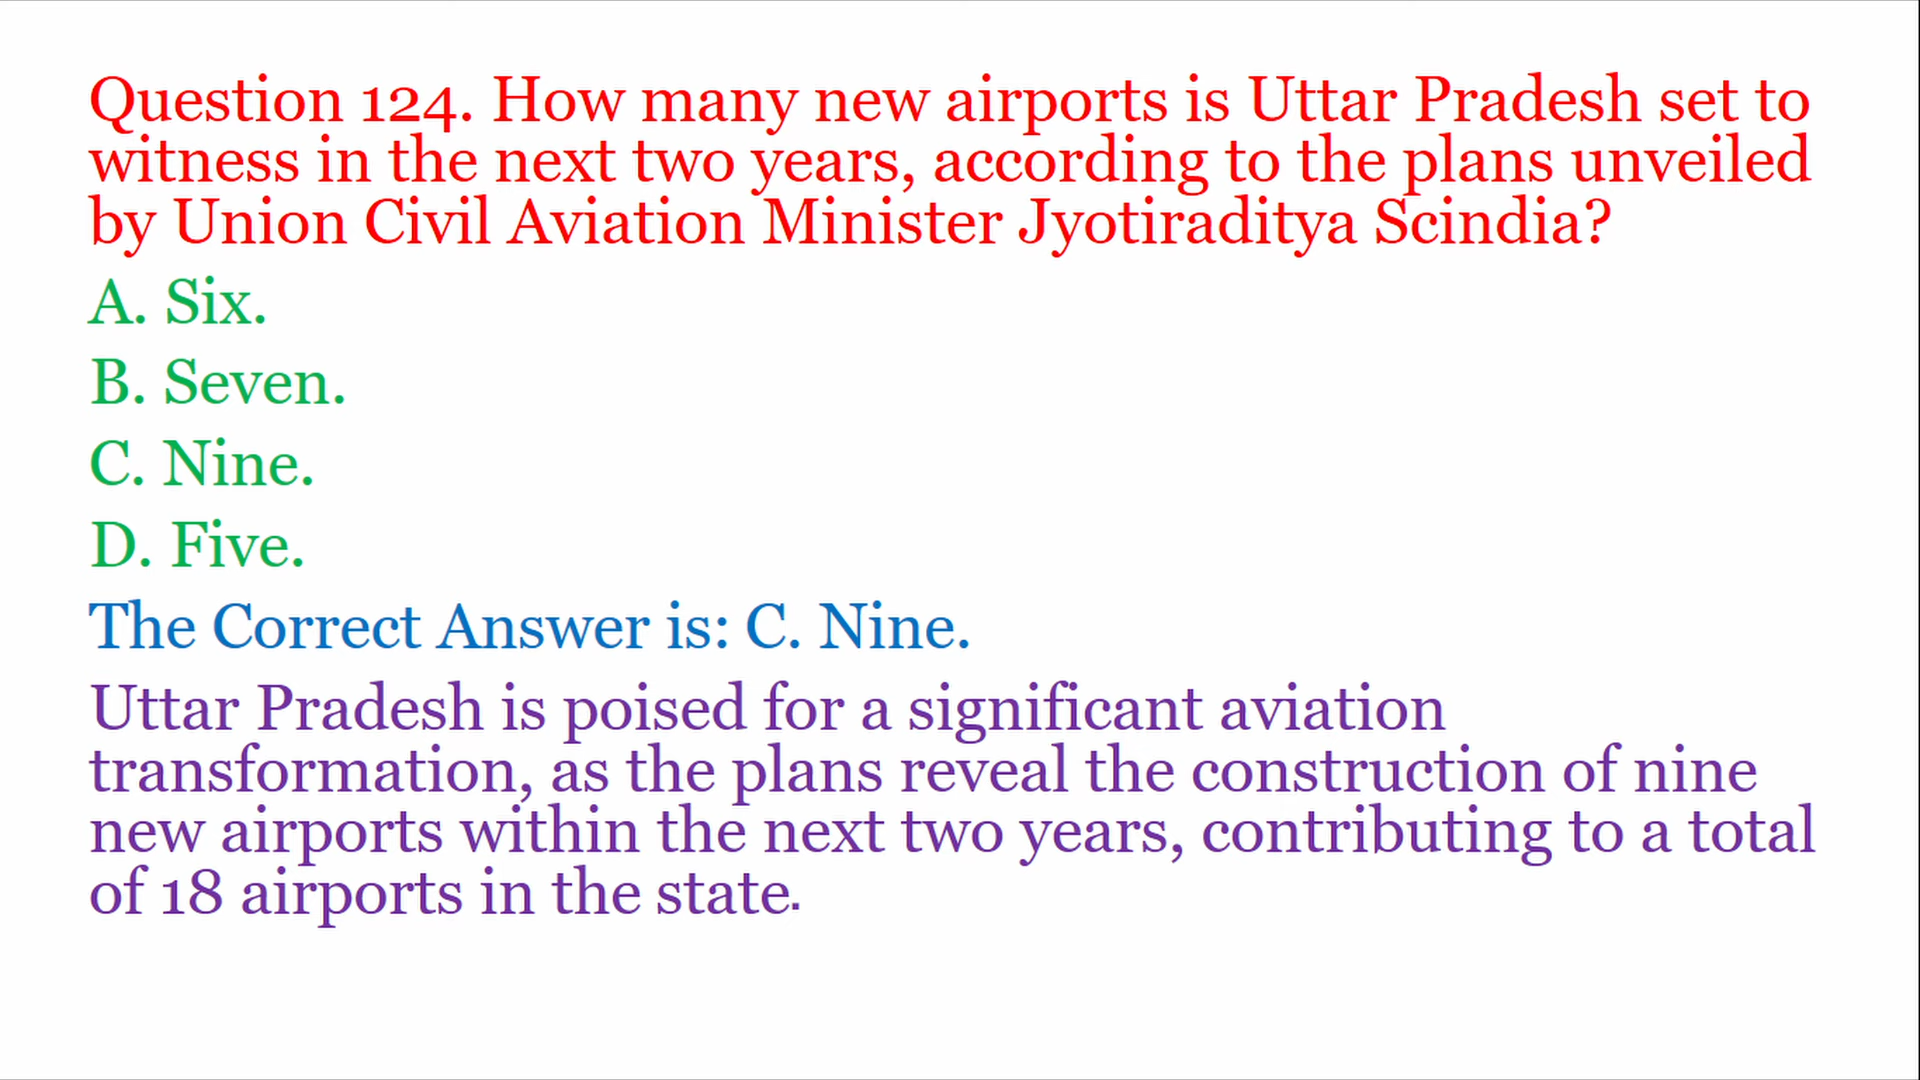 Question 124. How many new airports is Uttar Pradesh set to
witness in the next two years, according to the plans unveiled
by Union Civil Aviation Minister Jyotiraditya Scindia?
A. Six.
B. Seven.
C. Nine.
D. Five.
The Correct Answer is: C. Nine.
Uttar Pradesh is poised for a significant aviation
transformation, as the plans reveal the construction of nine
new airports within the next two years, contributing to a total
of 18 airports in the state.